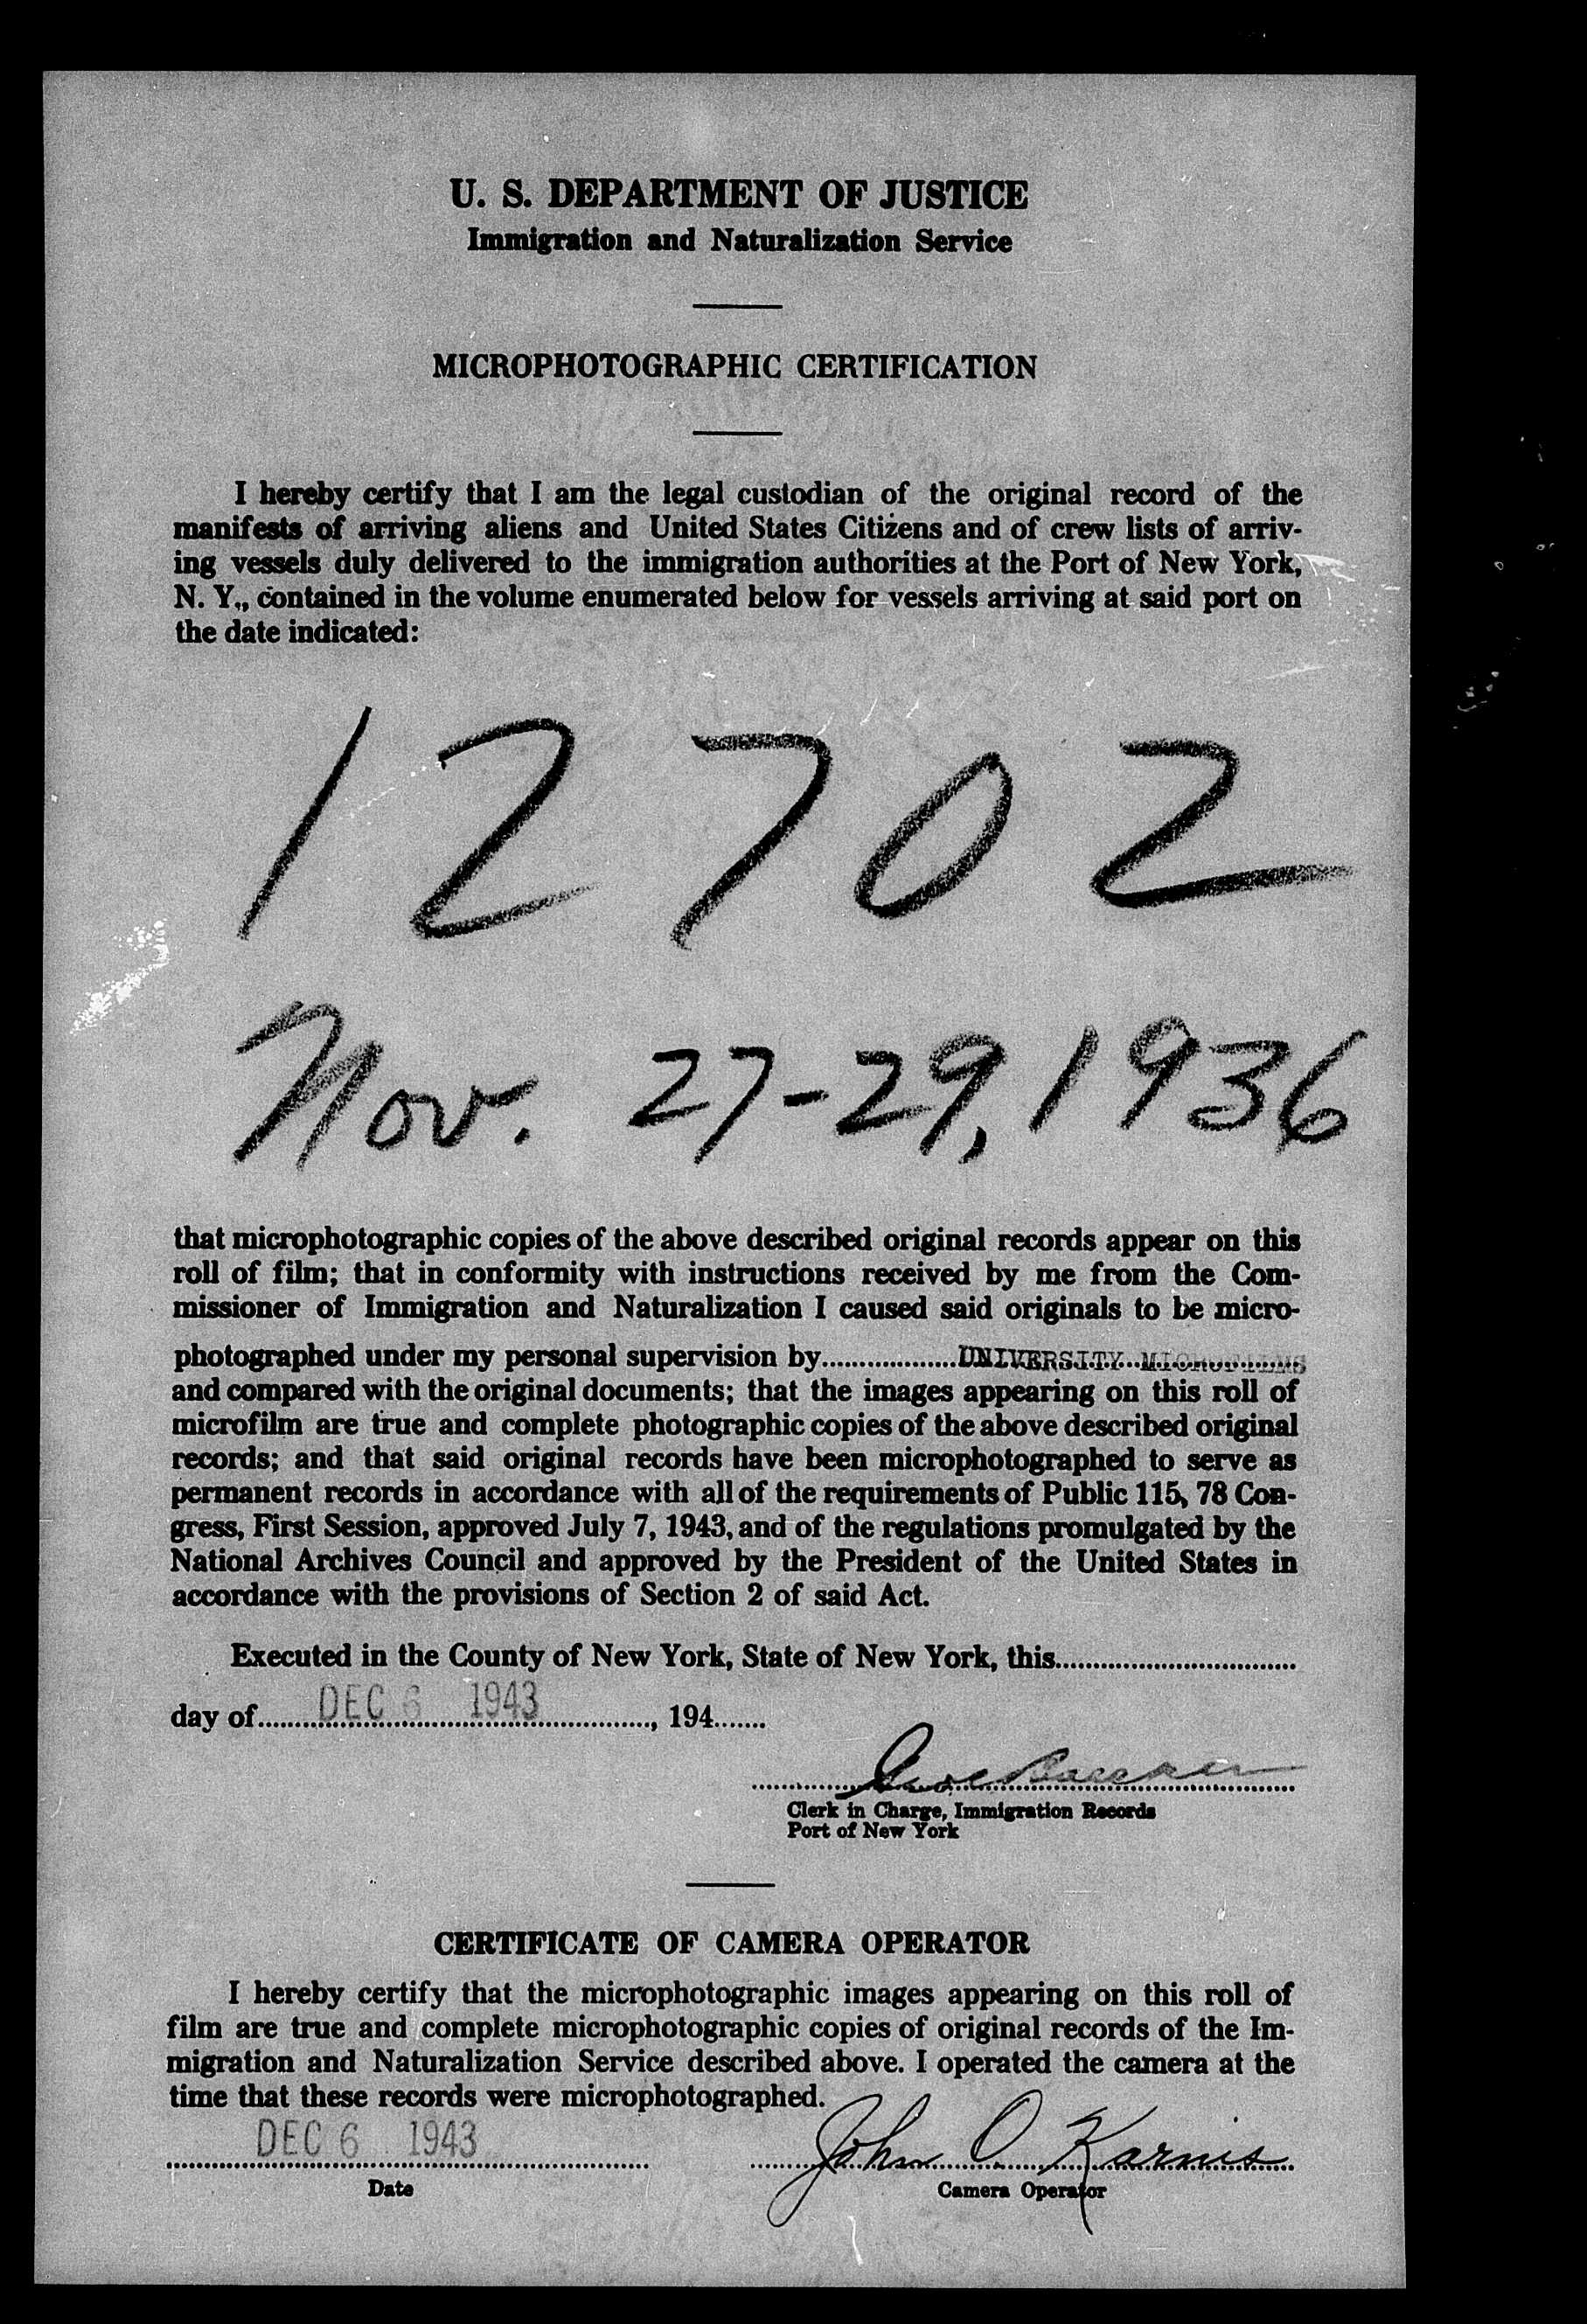 U. S. DEPARTMENT OF JUSTICE
Immigration and Naturalization Service
MICROPHOTOGRAPHIC CERTIFICATION
I hereby certify that I am the legal custodian of the original record of the
manifests of arriving aliens and United States Citizens and of crew lists of arriv-
ing vessels duly delivered to the immigration authorities at the Port of New York,
N. Y., contained in the volume enumerated below for vessels arriving at said port on
the date indicated:
12702
Nov. 27-29, 1936
that microphotographic copies of the above described original records appear on this
roll of film; that in conformity with instructions received by me from the Com-
missioner of Immigration and Naturalization I caused said originals to be micro-
photographed under my personal supervision by..................UNIVERSITY MICROFILMS
and compared with the original documents; that the images appearing on this roll of
microfilm are true and complete photographic copies of the above described original
records; and that said original records have been microphotographed to serve as
permanent records in accordance with all of the requirements of Public 115, 78 Con-
gress, First Session, approved July 7, 1943, and of the regulations promulgated by the
National Archives Council and approved by the President of the United States in
accordance with the provisions of Section 2 of said Act.
Executed in the County of New York, State of New York, this................................
day of DEC 6 1943, 194.......
Clerk in Charge, Immigration Records
Port of New York
CERTIFICATE OF CAMERA OPERATOR
I hereby certify that the microphotographic images appearing on this roll of
film are true and complete microphotographic copies of original records of the Im-
migration and Naturalization Service described above. I operated the camera at the
time that these records were microphotographed.
DEC 6 1943 John O. Karnis
Date Camera Operator